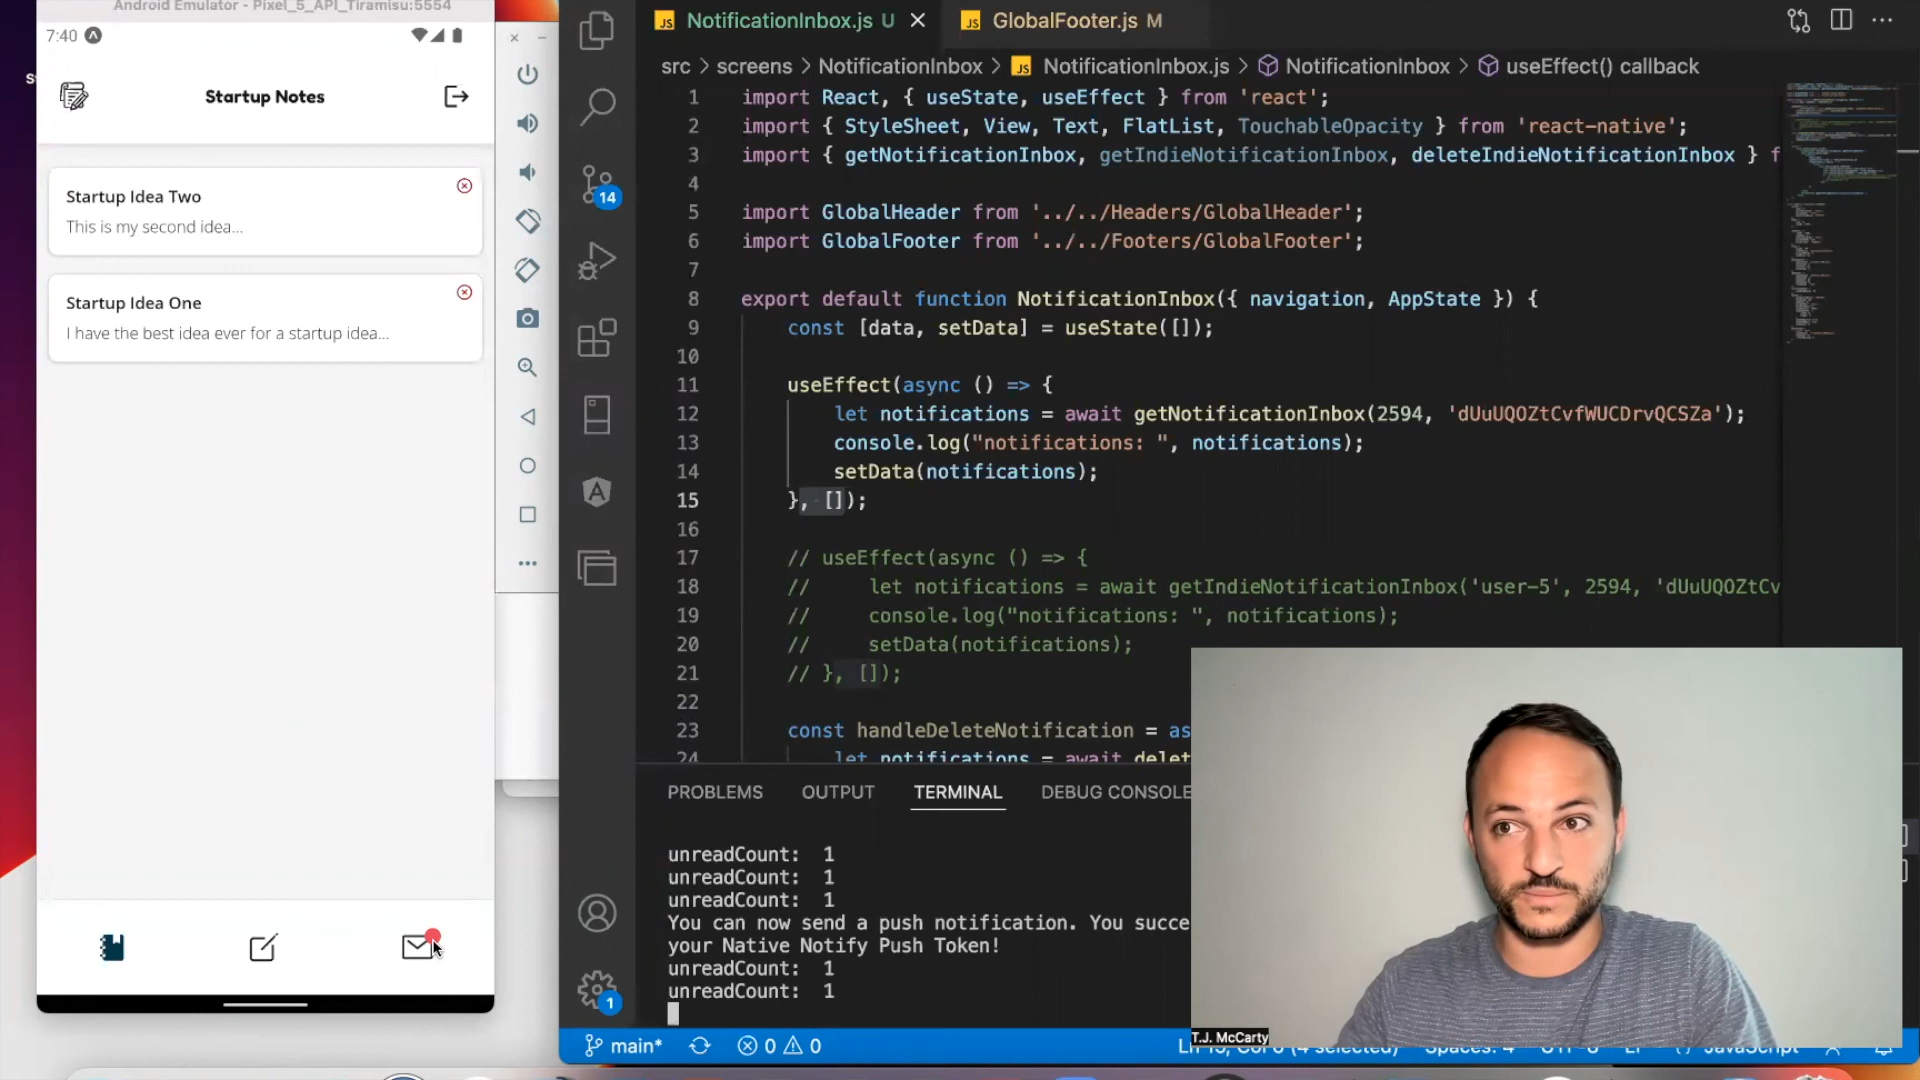 Android Emulator - Pixel_5_API_Tiramisu:5554
7:40
Startup Notes
Startup Idea Two
This is my second idea...
Startup Idea One
I have the best idea ever for a startup idea...
NotificationInbox.js U
GlobalFooter.js M
src > screens > NotificationInbox > NotificationInbox.js > NotificationInbox > useEffect() callback
14
1 import React, { useState, useEffect } from 'react';
2 import { StyleSheet, View, Text, FlatList, TouchableOpacity } from 'react-native';
3 import { getNotificationInbox, getIndieNotificationInbox, deleteIndieNotificationInbox } f
4
5 import GlobalHeader from '../../Headers/GlobalHeader';
6 import GlobalFooter from '../../Footers/GlobalFooter';
7
8 export default function NotificationInbox({ navigation, AppState }) {
9 const [data, setData] = useState([]);
10
11 useEffect(async () => {
12 let notifications = await getNotificationInbox(2594, 'dUuUQOZtCvfWUCDrvQCSZa');
13 console.log("notifications: ", notifications);
14 setData(notifications);
15 }, []);
16
17 // useEffect(async () => {
18 // let notifications = await getIndieNotificationInbox('user-5', 2594, 'dUuUQOZtCv
19 // console.log("notifications: ", notifications);
20 // setData(notifications);
21 // }, []);
22
23 const handleDeleteNotification = as
24 let notifications = await delet
PROBLEMS OUTPUT TERMINAL DEBUG CONSOLE
unreadCount: 1
unreadCount: 1
unreadCount: 1
You can now send a push notification. You succe
your Native Notify Push Token!
unreadCount: 1
unreadCount: 1
1
main* 0 0
T.J. McCarty
JavaScript